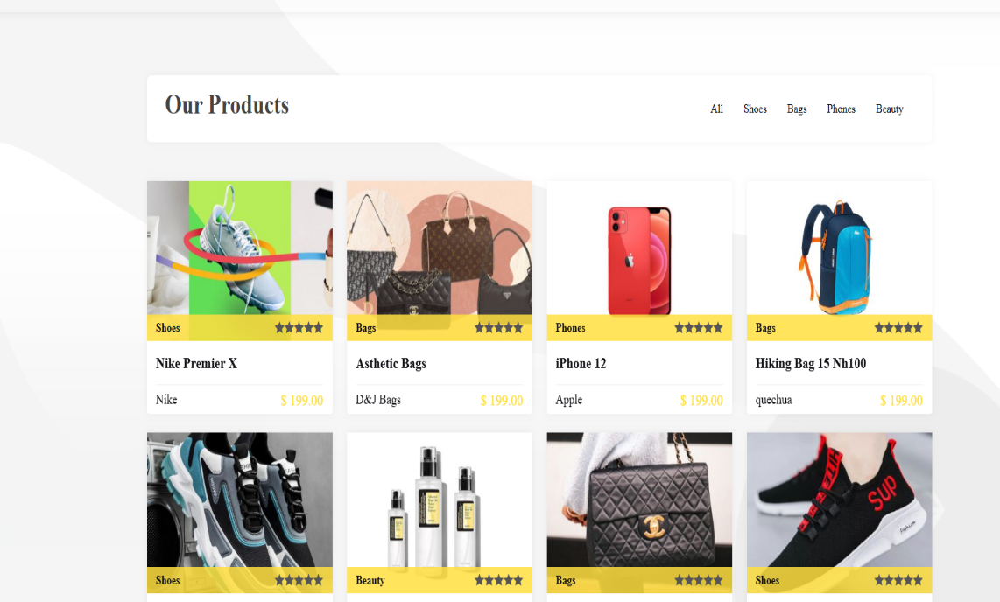 Our Products
All Shoes Bags Phones Beauty
Shoes ★★★★★
Bags ★★★★★
Phones ★★★★★
Bags ★★★★★
Nike Premier X
Asthetic Bags
iPhone 12
Hiking Bag 15 Nh100
Nike $ 199.00
D&J Bags $ 199.00
Apple $ 199.00
quechua $ 199.00
SUP
Shoes ★★★★★
Beauty ★★★★★
Bags ★★★★★
Shoes ★★★★★